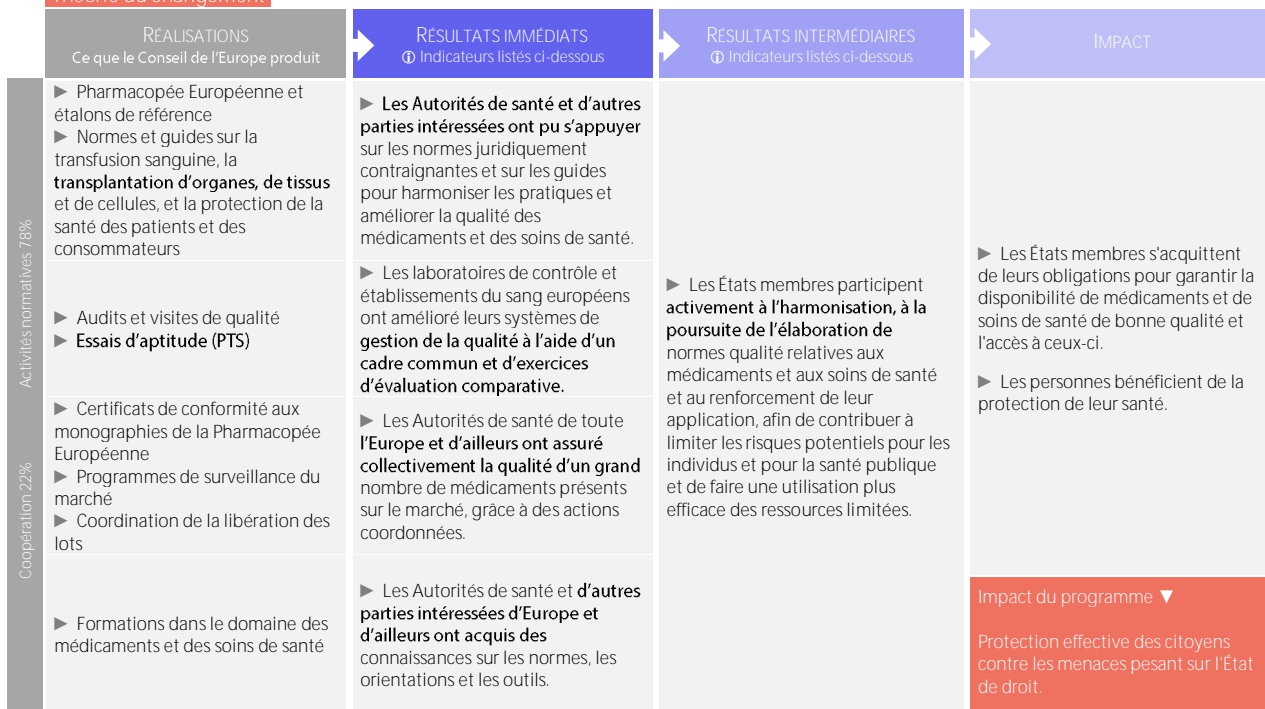 Théorie du changement
RÉALISATIONS
Ce que le Conseil de l'Europe produit
RÉSULTATS IMMÉDIATS
🛈 Indicateurs listés ci-dessous
RÉSULTATS INTERMÉDIAIRES
🛈 Indicateurs listés ci-dessous
IMPACT
Activités normatives 78%
Coopération 22%
► Pharmacopée Européenne et
étalons de référence
► Normes et guides sur la
transfusion sanguine, la
transplantation d'organes, de tissus
et de cellules, et la protection de la
santé des patients et des
consommateurs
► Les Autorités de santé et d'autres
parties intéressées ont pu s'appuyer
sur les normes juridiquement
contraignantes et sur les guides
pour harmoniser les pratiques et
améliorer la qualité des
médicaments et des soins de santé.
► Audits et visites de qualité
► Essais d'aptitude (PTS)
► Les laboratoires de contrôle et
établissements du sang européens
ont amélioré leurs systèmes de
gestion de la qualité à l'aide d'un
cadre commun et d'exercices
d'évaluation comparative.
► Certificats de conformité aux
monographies de la Pharmacopée
Européenne
► Programmes de surveillance du
marché
► Coordination de la libération des
lots
► Les Autorités de santé de toute
l'Europe et d'ailleurs ont assuré
collectivement la qualité d'un grand
nombre de médicaments présents
sur le marché, grâce à des actions
coordonnées.
► Formations dans le domaine des
médicaments et des soins de santé
► Les Autorités de santé et d'autres
parties intéressées d'Europe et
d'ailleurs ont acquis des
connaissances sur les normes, les
orientations et les outils.
► Les États membres participent
activement à l'harmonisation, à la
poursuite de l'élaboration de
normes qualité relatives aux
médicaments et aux soins de santé
et au renforcement de leur
application, afin de contribuer à
limiter les risques potentiels pour les
individus et pour la santé publique
et de faire une utilisation plus
efficace des ressources limitées.
► Les États membres s'acquittent
de leurs obligations pour garantir la
disponibilité de médicaments et de
soins de santé de bonne qualité et
l'accès à ceux-ci.
► Les personnes bénéficient de la
protection de leur santé.
Impact du programme ▼
Protection effective des citoyens
contre les menaces pesant sur l'État
de droit.